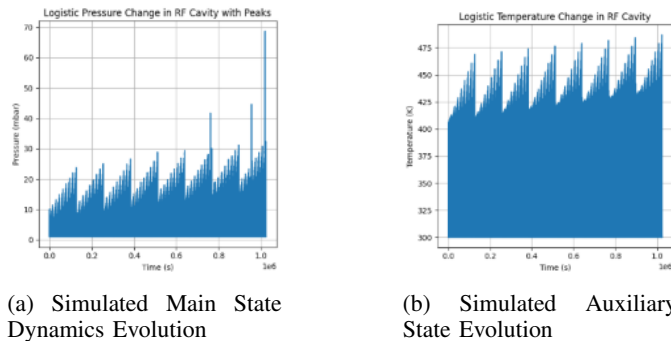 Logistic Pressure Change in RF Cavity with Peaks
70
60
50
40
30
20
10
0
Pressure (mbar)
0.0 0.2 0.4 0.6 0.8 1.0
Time (s)
1e6
(a) Simulated Main State
Dynamics Evolution
Logistic Temperature Change in RF Cavity
475
450
425
400
375
350
325
300
Temperature (K)
0.0 0.2 0.4 0.6 0.8 1.0
Time (s)
1e6
(b) Simulated Auxiliary
State Evolution